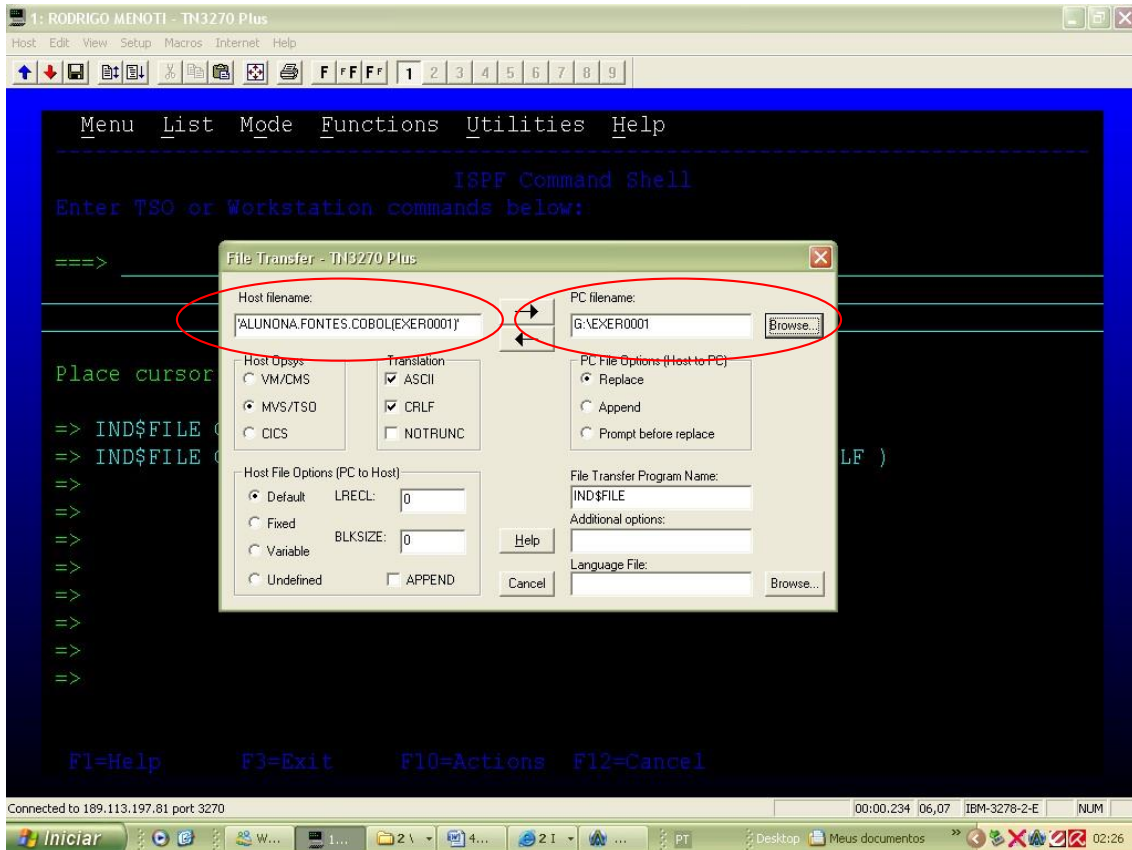 1: RODRIGO MENOTI - TN3270 Plus
Host Edit View Setup Macros Internet Help
F F F F F F 1 2 3 4 5 6 7 8 9
Menu List Mode Functions Utilities Help
ISPF Command Shell
Enter TSO or Workstation commands below:
===>
File Transfer - TN3270 Plus
Host filename:
PC filename:
'ALUNONA.FONTES.COBOL(EXER0001)'
G:\EXER0001
Browse...
Host Opsys
Translation
PC File Options (Host to PC)
VM/CMS
ASCII
Replace
MVS/TSO
CRLF
Append
CICS
NOTRUNC
Prompt before replace
Place cursor
=> IND$FILE
=> IND$FILE LF )
=>
=>
=>
=>
=>
=>
=>
=>
Host File Options (PC to Host)
Default LRECL: 0
Fixed
Variable BLKSIZE: 0
Undefined APPEND
File Transfer Program Name:
IND$FILE
Additional options:
Help
Language File:
Cancel
Browse...
F1=Help F3=Exit F10=Actions F12=Cancel
Connected to 189.113.197.81 port 3270
00:00.234 06,07 IBM-3278-2-E NUM
Iniciar W... 1... 2 \ 4... 2 I ... PT Desktop Meus documentos » 02:26